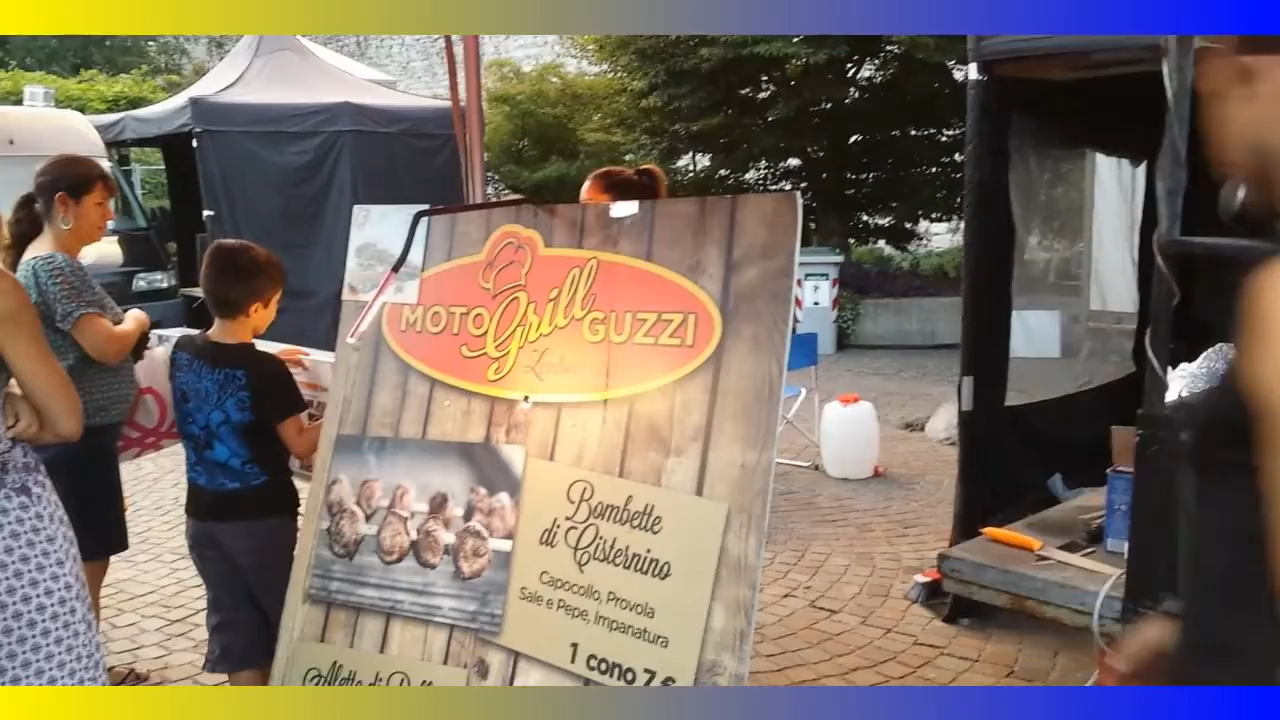 MOTO Grill GUZZI
Bombette
di Cisternino
Capocollo, Provola
Sale e Pepe, Impanatura
1 cono 7 €